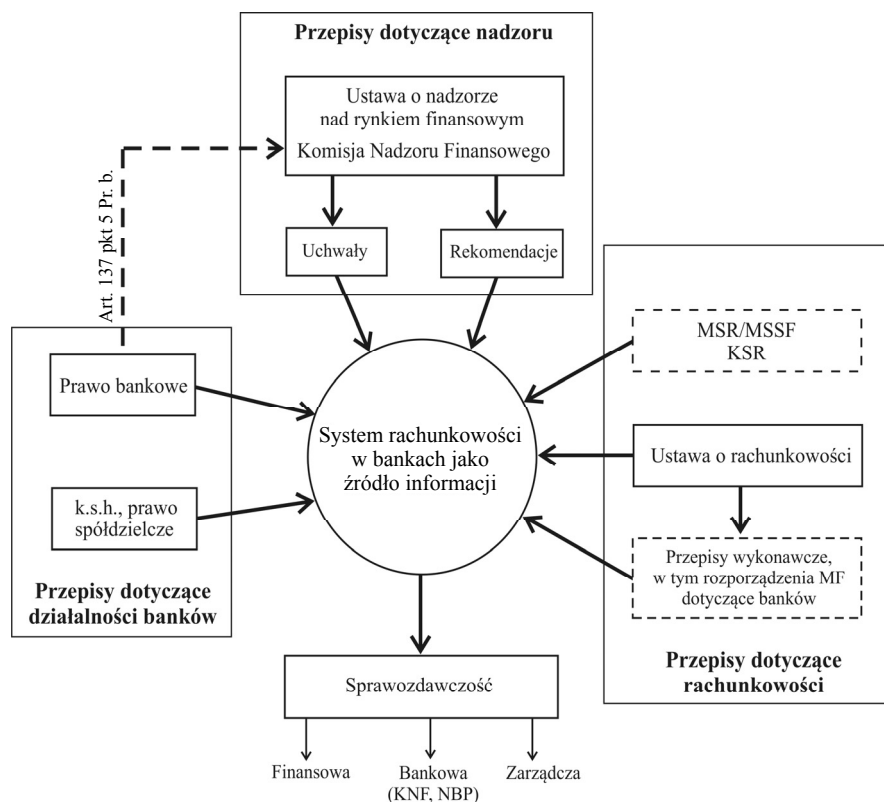 Przepisy dotyczące nadzoru
Ustawa o nadzorze
nad rynkiem finansowym
Komisja Nadzoru Finansowego
Art. 137 pkt 5 Pr. b.
Uchwały
Rekomendacje
MSR/MSSF
KSR
Prawo bankowe
System rachunkowości
w bankach jako
źródło informacji
Ustawa o rachunkowości
k.s.h., prawo
spółdzielcze
Przepisy wykonawcze,
w tym rozporządzenia MF
dotyczące banków
Przepisy dotyczące
działalności banków
Przepisy dotyczące
rachunkowości
Sprawozdawczość
Finansowa
Bankowa
(KNF, NBP)
Zarządcza